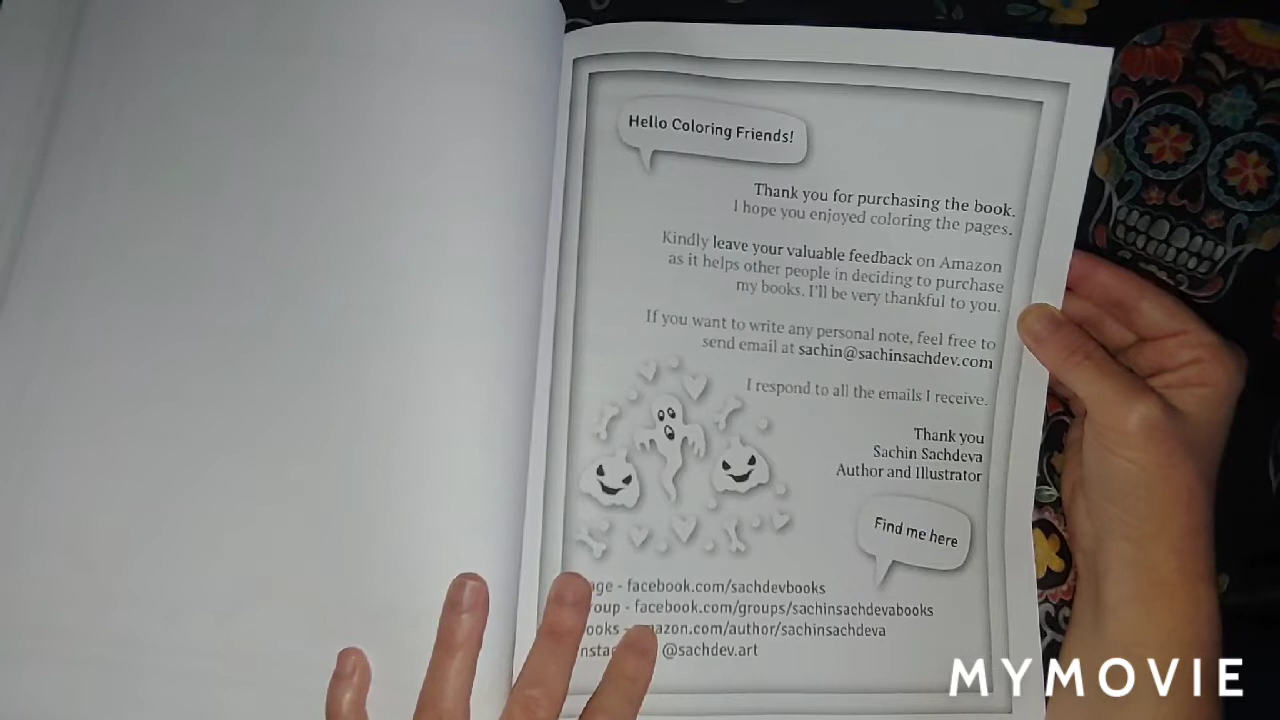 Hello Coloring Friends!
Thank you for purchasing the book.
I hope you enjoyed coloring the pages.
Kindly leave your valuable feedback on Amazon
as it helps other people in deciding to purchase
my books. I'll be very thankful to you.
If you want to write any personal note, feel free to
send email at sachin@sachinsachdev.com
I respond to all the emails I receive.
Thank you
Sachin Sachdeva
Author and Illustrator
Find me here
- facebook.com/sachdevbooks
- facebook.com/groups/sachinsachdevabooks
- amazon.com/author/sachinsachdeva
@sachdev.art
MYMOVIE